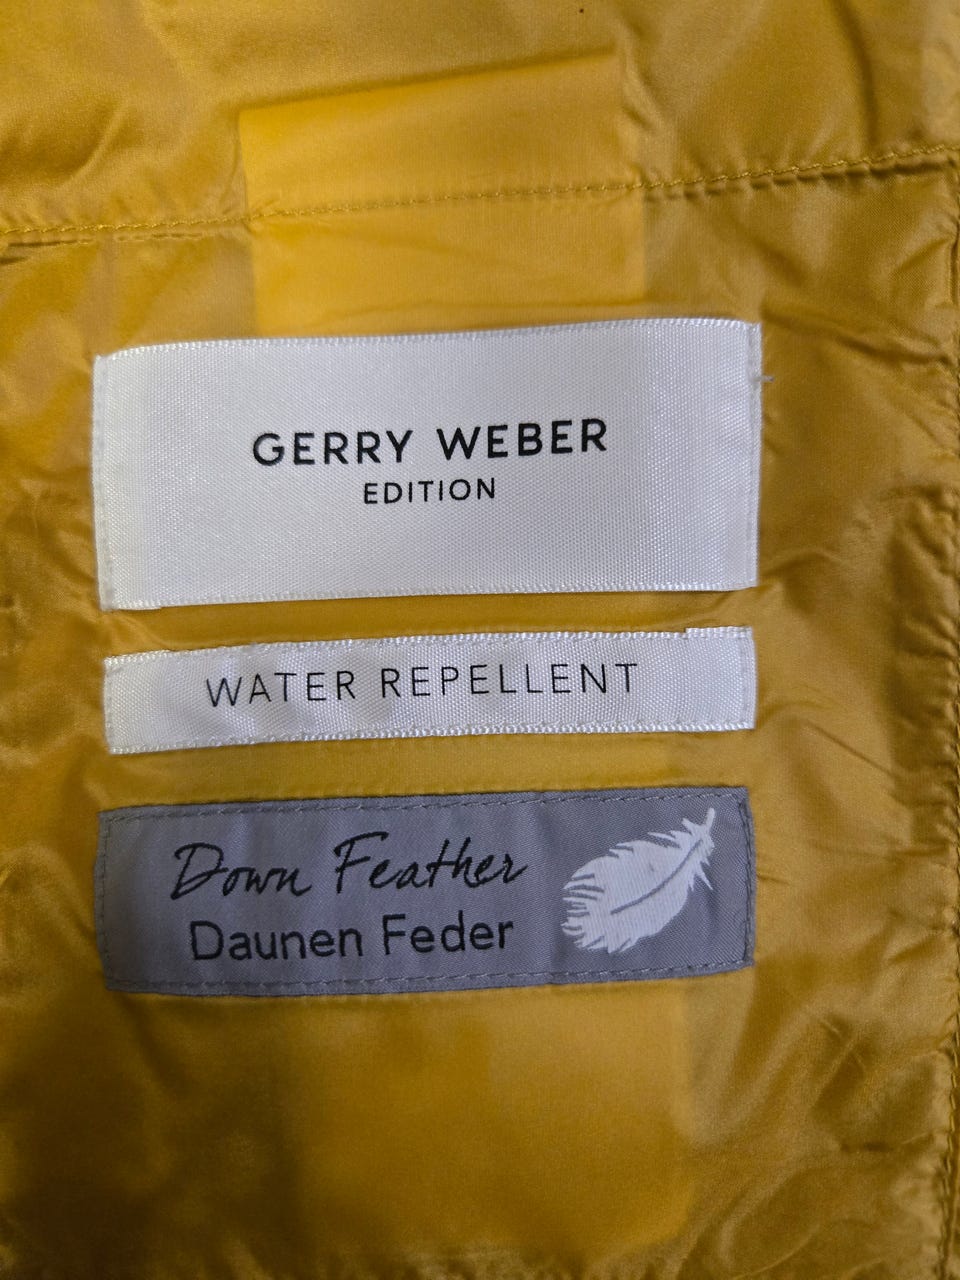 GERRY WEBER
EDITION
WATER REPELLENT
Down Feather
Daunen Feder